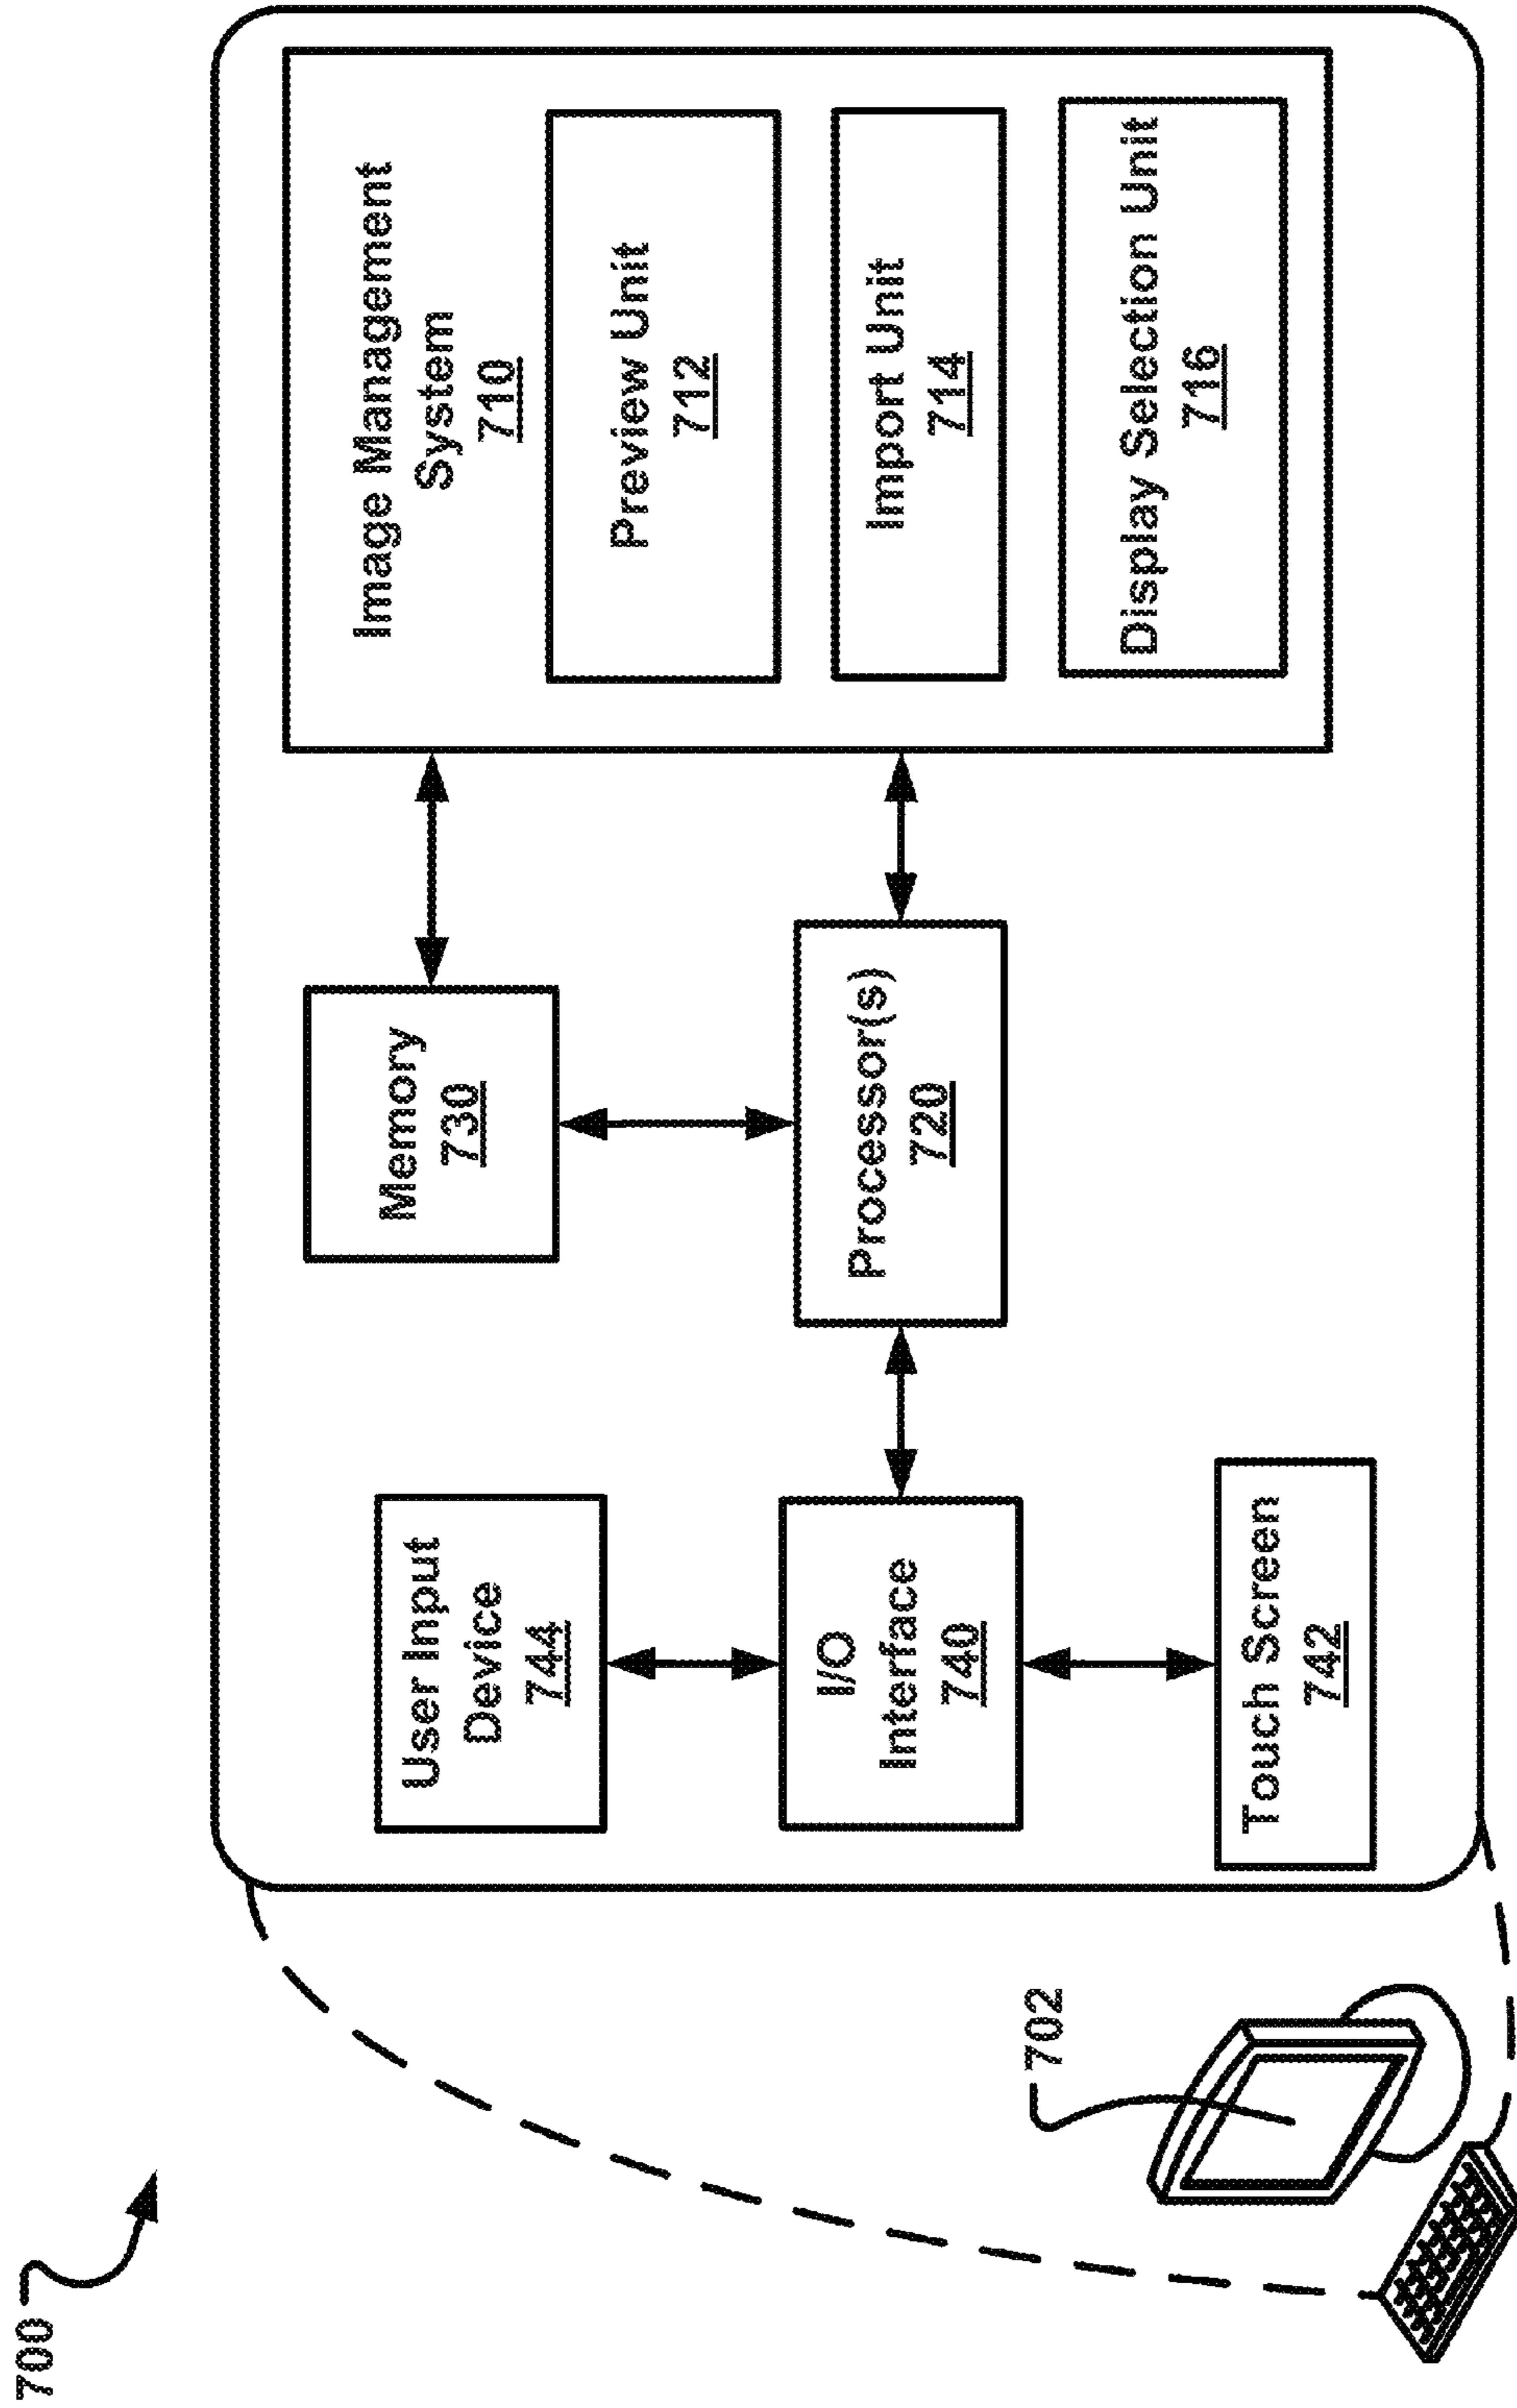 700
702
User Input
Device
744
I/O
Interface
740
Touch Screen
742
Memory
730
Processor(s)
720
Image Management
System
710
Preview Unit
712
Import Unit
714
Display Selection Unit
716